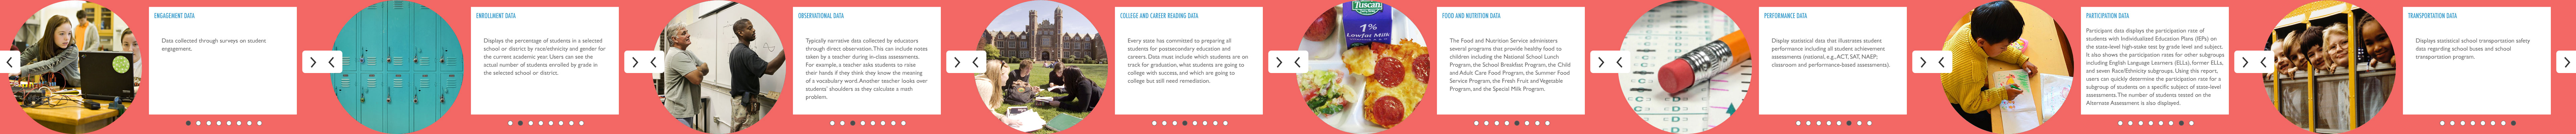 ENGAGEMENT DATA
Data collected through surveys on student
engagement.
ENROLLMENT DATA
Displays the percentage of students in a selected
school or district by race/ethnicity and gender for
the current academic year. Users can see the
actual number of students enrolled by grade in
the selected school or district.
OBSERVATIONAL DATA
Typically narrative data collected by educators
through direct observation. This can include notes
taken by a teacher during in-class assessments.
For example, a teacher asks students to raise
their hands if they think they know the meaning
of a vocabulary word. Another teacher looks over
students' shoulders as they calculate a math
problem.
COLLEGE AND CAREER READING DATA
Every state has committed to preparing all
students for postsecondary education and
careers. Data must include which students are on
track for graduation, what students are going to
college with success, and which are going to
college but still need remediation.
Tuscan
1%
Lowfat Milk
FOOD AND NUTRITION DATA
The Food and Nutrition Service administers
several programs that provide healthy food to
children including the National School Lunch
Program, the School Breakfast Program, the Child
and Adult Care Food Program, the Summer Food
Service Program, the Fresh Fruit and Vegetable
Program, and the Special Milk Program.
PERFORMANCE DATA
Display statistical data that illustrates student
performance including all student achievement
assessments (national, e.g., ACT, SAT, NAEP;
classroom and performance-based assessments).
PARTICIPATION DATA
Participant data displays the participation rate of
students with Individualized Education Plans (IEPs) on
the state-level high-stake test by grade level and subject.
It also shows the participation rates for other subgroups
including English Language Learners (ELLs), former ELLs,
and seven Race/Ethnicity subgroups. Using this report,
users can quickly determine the participation rate for a
subgroup of students on a specific subject of state-level
assessments. The number of students tested on the
Alternate Assessment is also displayed.
TRANSPORTATION DATA
Displays statistical school transportation safety
data regarding school buses and school
transportation program.